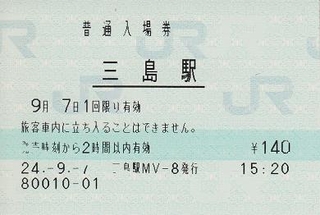 普通入場券
三島駅
9月 7日1回限り有効
旅客車内に立ち入ることはできません。
発売時刻から2時間以内有効 ¥140
24.-9.-7 三島駅MV-8発行 15:20
80010-01